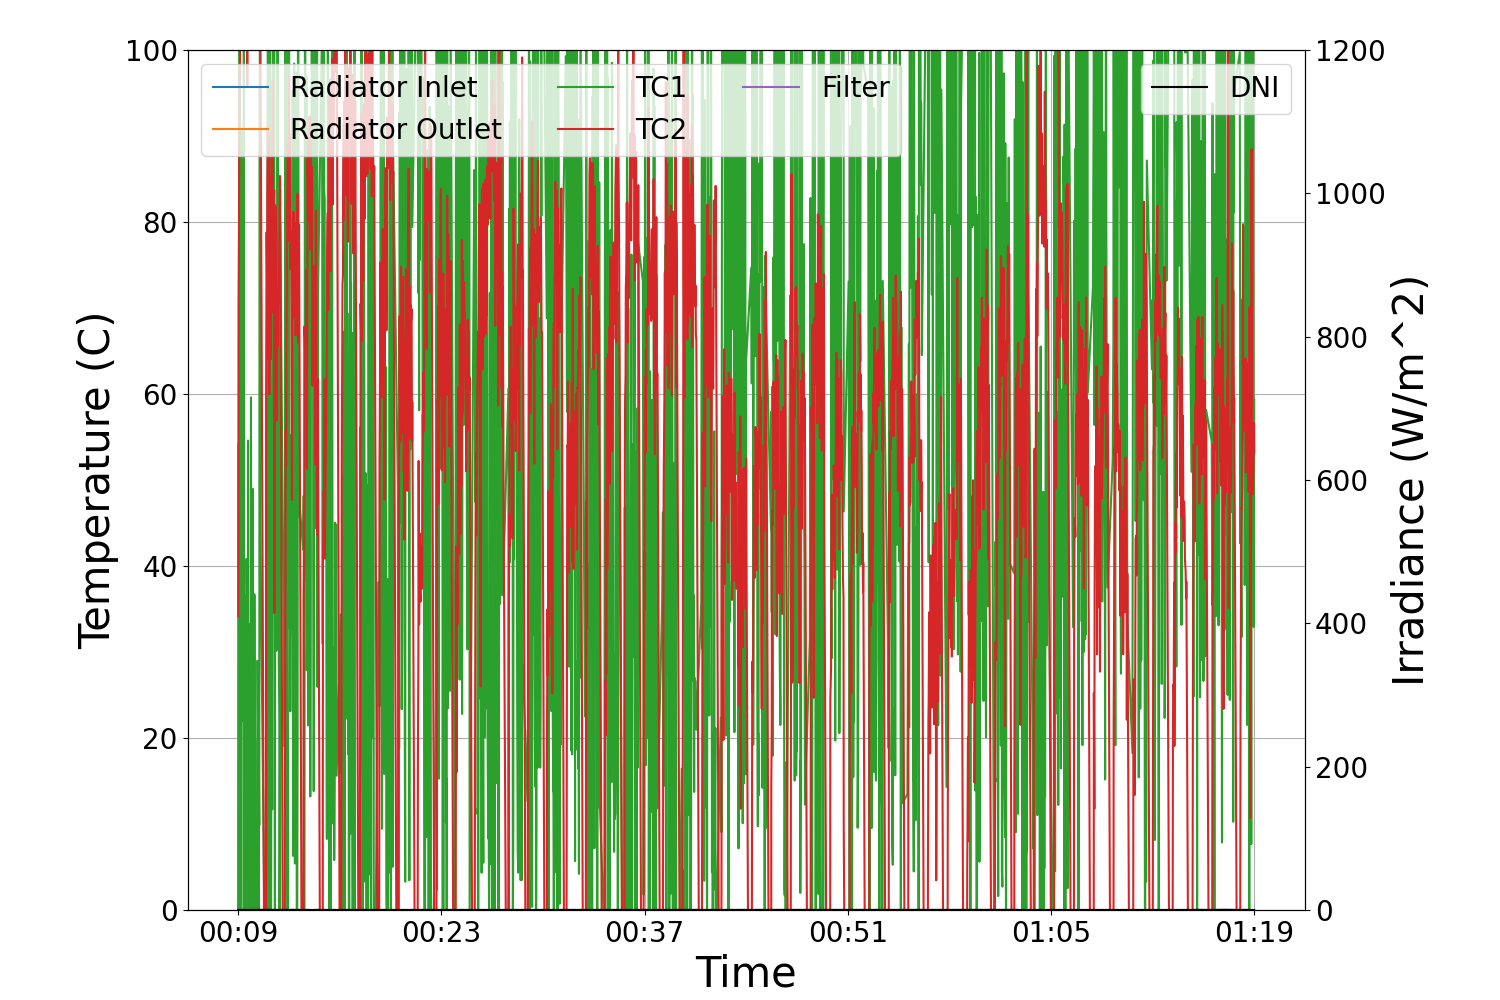 Radiator Inlet
Radiator Outlet
TC1
TC2
Filter
DNI
Temperature (C)
100
80
60
40
20
0
Irradiance (W/m^2)
1200
1000
800
600
400
200
0
00:09 00:23 00:37 00:51 01:05 01:19
Time